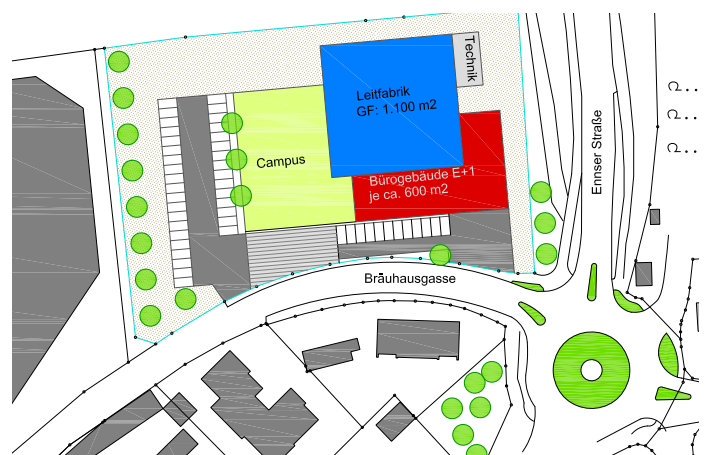 Technik
Leitfabrik
GF: 1.100 m2
Campus
Bürogebäude E+1
je ca. 600 m2
Ennser Straße
Bräuhausgasse